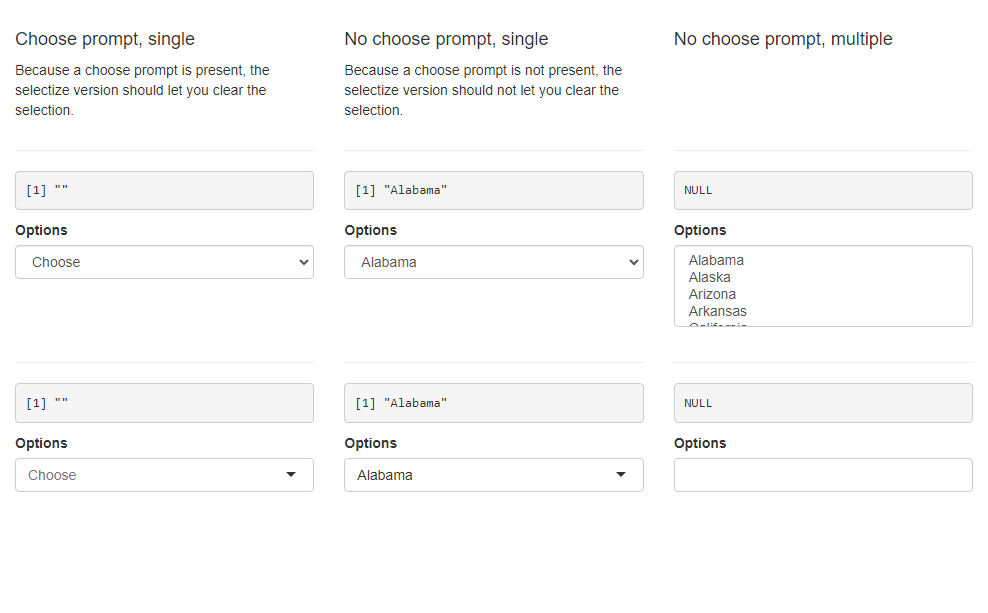 Choose prompt, single
Because a choose prompt is present, the
selectize version should let you clear the
selection.
No choose prompt, single
Because a choose prompt is not present, the
selectize version should not let you clear the
selection.
No choose prompt, multiple
[1] ""
Options
Choose
[1] "Alabama"
Options
Alabama
NULL
Options
Alabama
Alaska
Arizona
Arkansas
California
[1] ""
Options
Choose
[1] "Alabama"
Options
Alabama
NULL
Options